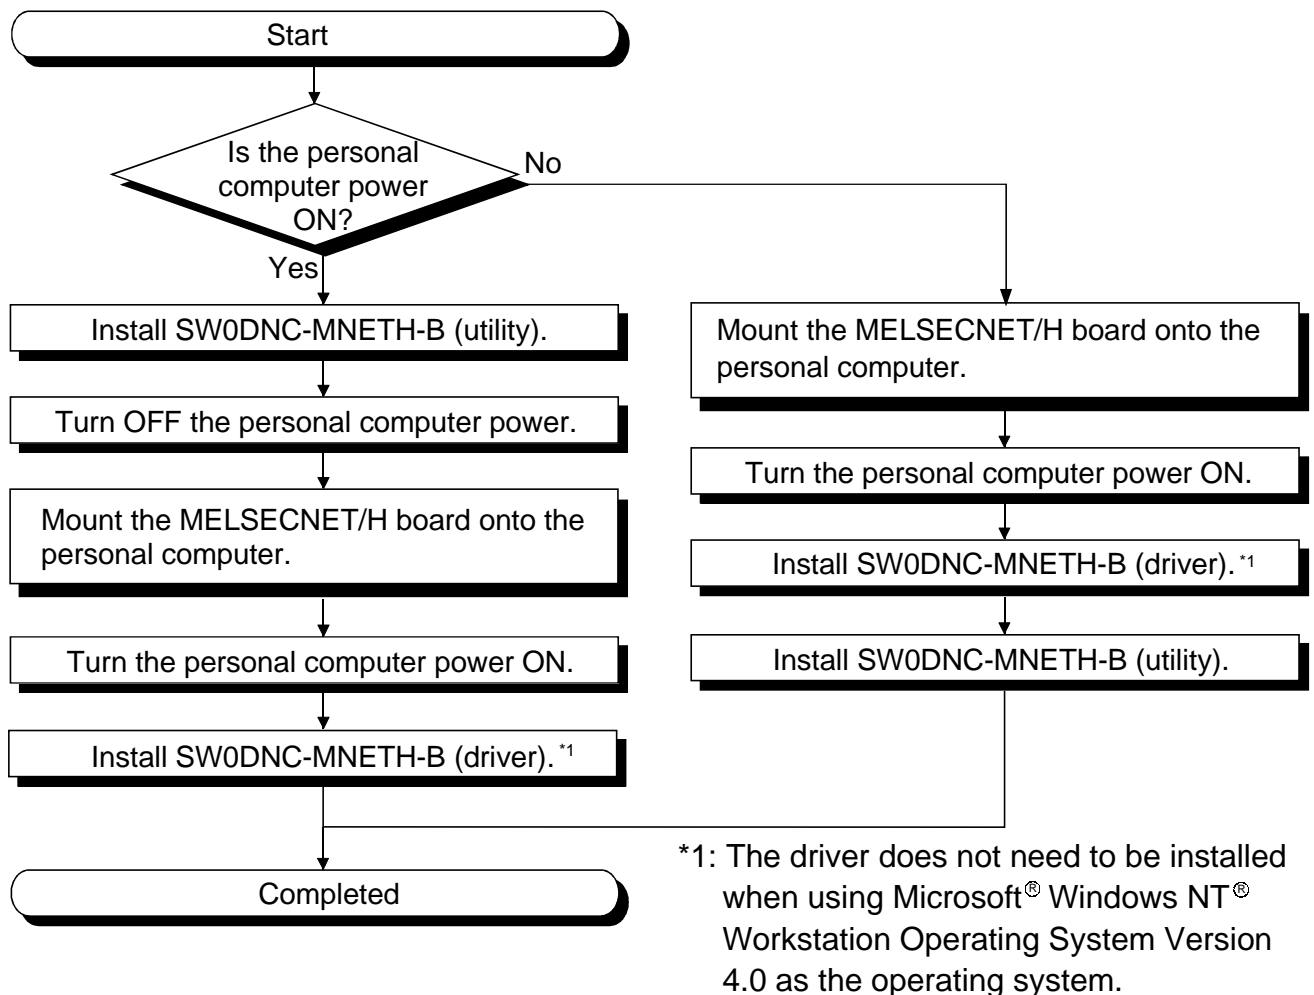 Start
Is the personal
computer power
ON?
No
Yes
Install SW0DNC-MNETH-B (utility).
Turn OFF the personal computer power.
Mount the MELSECNET/H board onto the
personal computer.
Turn the personal computer power ON.
Install SW0DNC-MNETH-B (driver). *1
Mount the MELSECNET/H board onto the
personal computer.
Turn the personal computer power ON.
Install SW0DNC-MNETH-B (driver). *1
Install SW0DNC-MNETH-B (utility).
Completed
*1: The driver does not need to be installed
when using Microsoft® Windows NT®
Workstation Operating System Version
4.0 as the operating system.